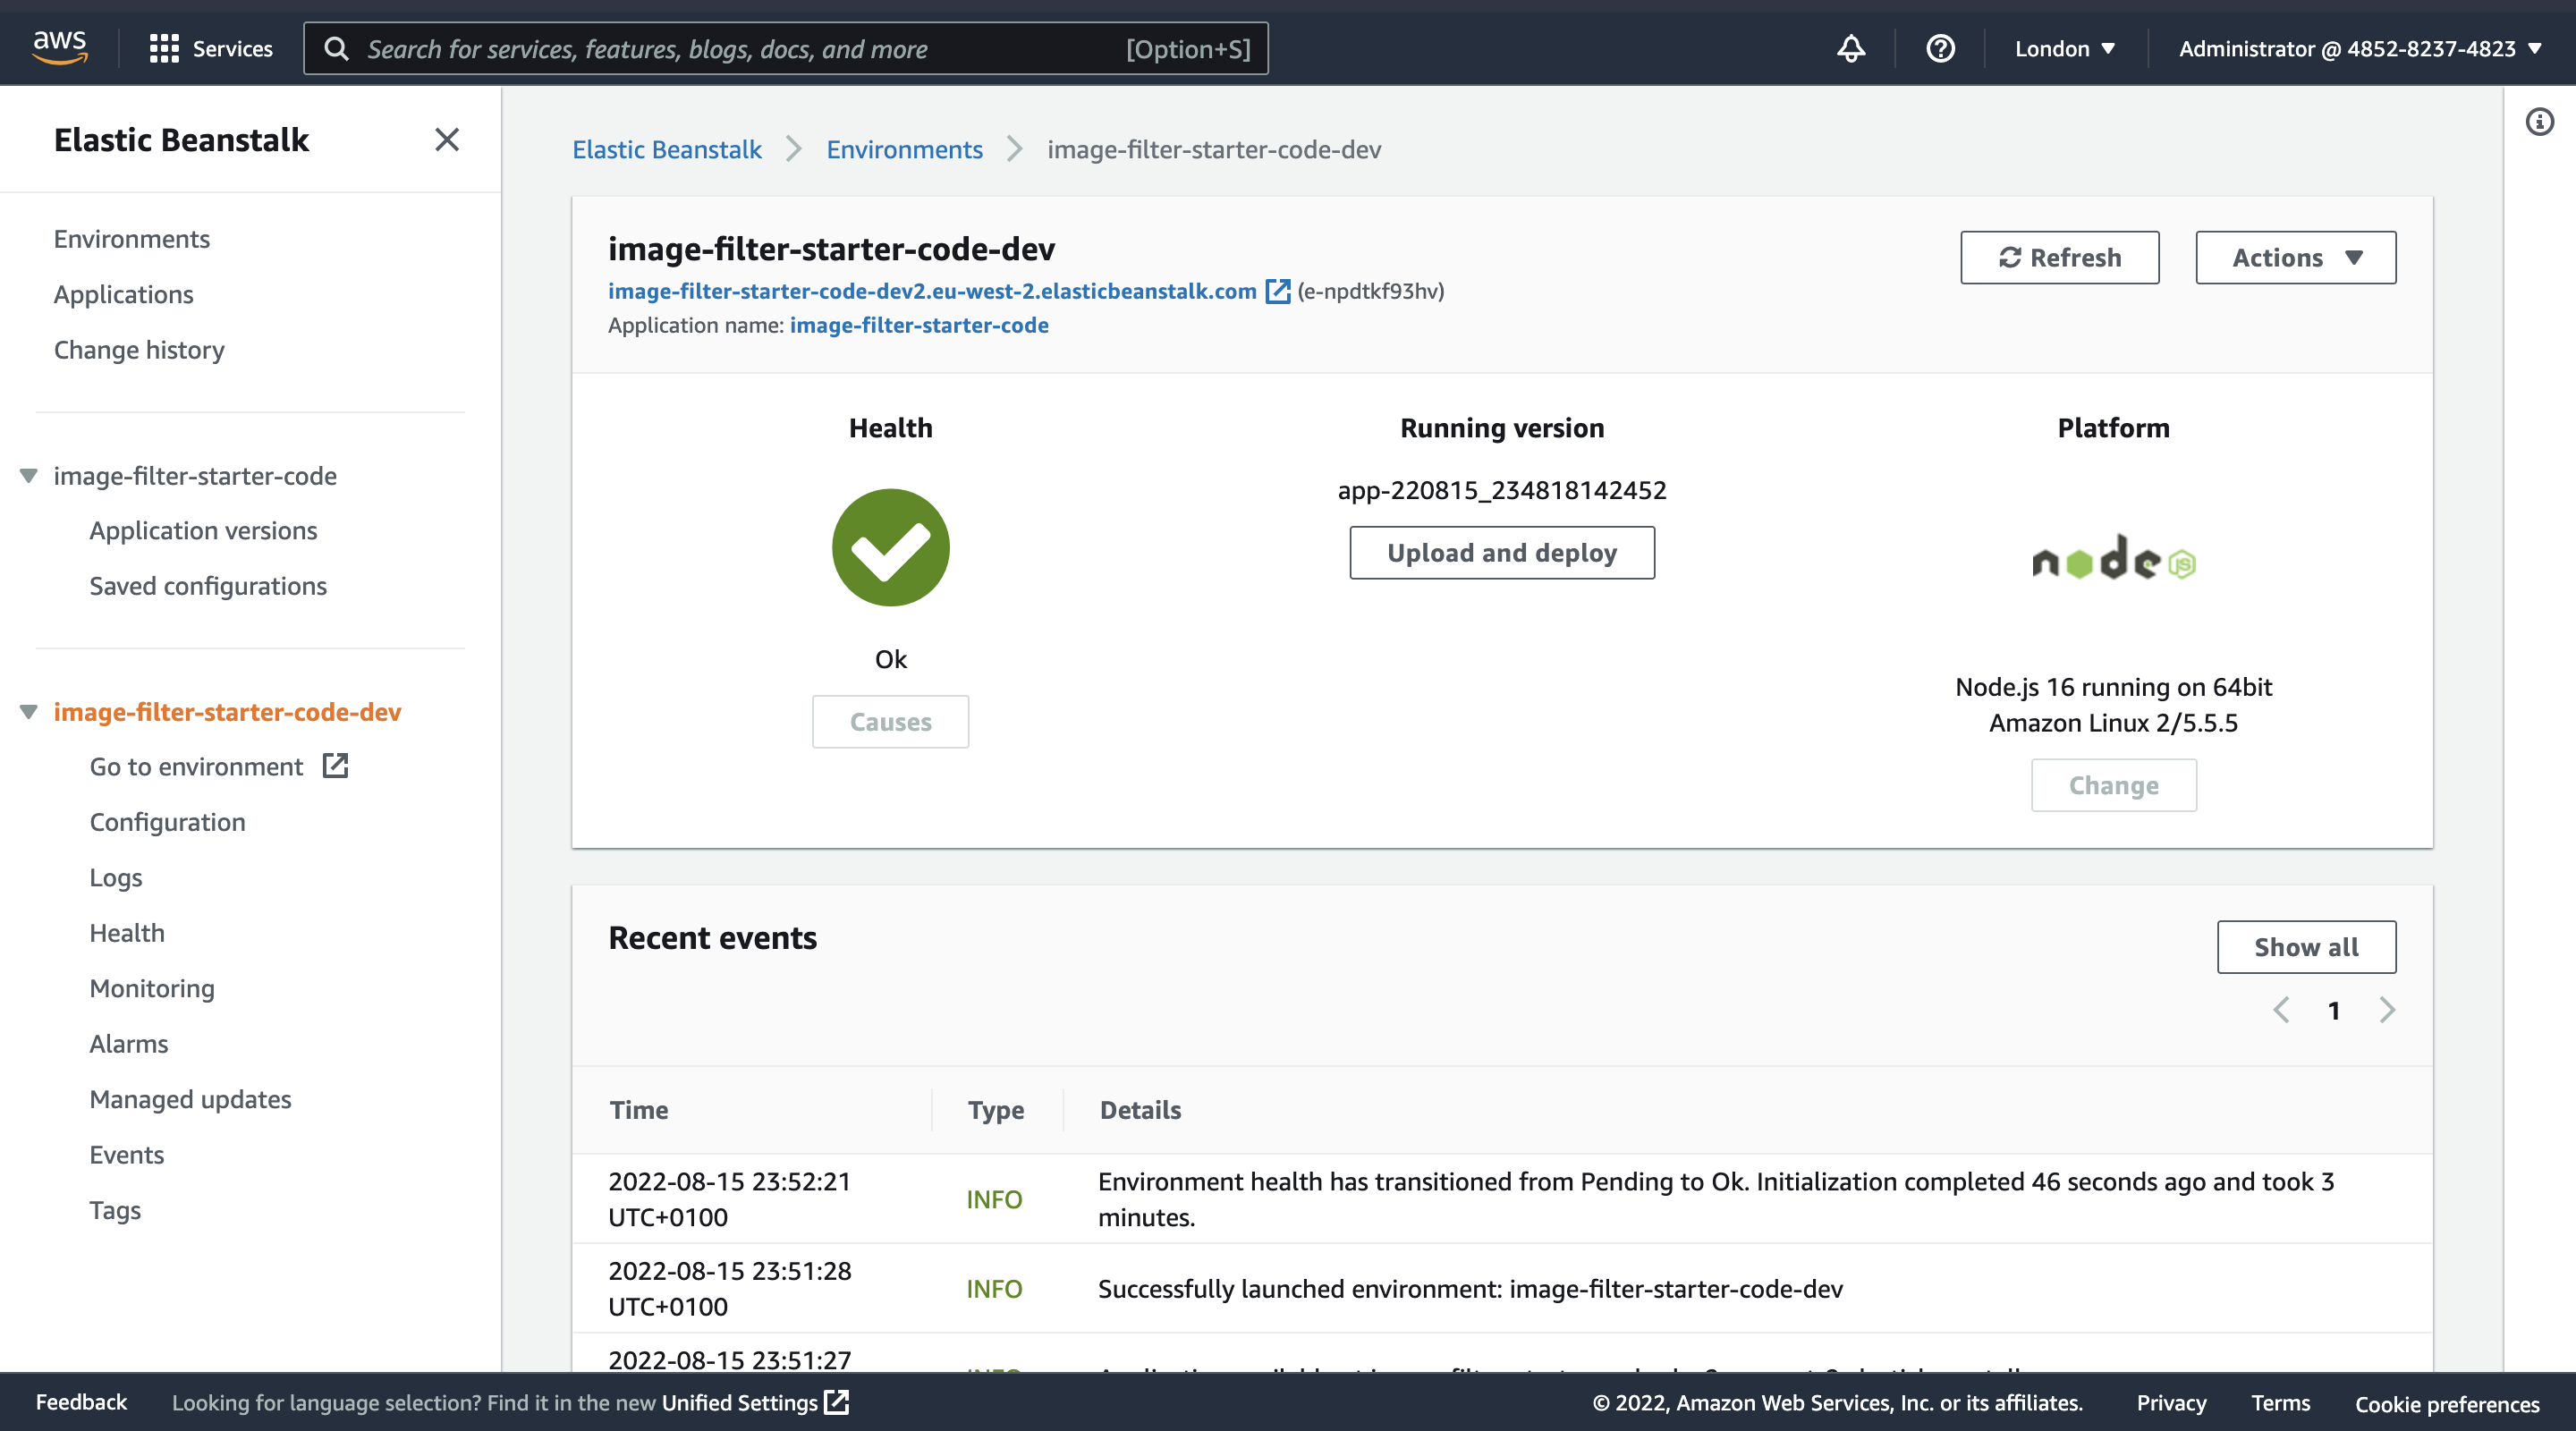 aws
Services
Search for services, features, blogs, docs, and more [Option+S]
London
Administrator @ 4852-8237-4823
Elastic Beanstalk
Environments
Applications
Change history
image-filter-starter-code
Application versions
Saved configurations
image-filter-starter-code-dev
Go to environment
Configuration
Logs
Health
Monitoring
Alarms
Managed updates
Events
Tags
Elastic Beanstalk > Environments > image-filter-starter-code-dev
image-filter-starter-code-dev
image-filter-starter-code-dev2.eu-west-2.elasticbeanstalk.com (e-npdtkf93hv)
Application name: image-filter-starter-code
Refresh
Actions
Health
Ok
Causes
Running version
app-220815_234818142452
Upload and deploy
Platform
node JS
Node.js 16 running on 64bit
Amazon Linux 2/5.5.5
Change
Recent events
Show all
1
Time Type Details
2022-08-15 23:52:21
UTC+0100
INFO
Environment health has transitioned from Pending to Ok. Initialization completed 46 seconds ago and took 3
minutes.
2022-08-15 23:51:28
UTC+0100
INFO
Successfully launched environment: image-filter-starter-code-dev
2022-08-15 23:51:27
Feedback
Looking for language selection? Find it in the new Unified Settings
© 2022, Amazon Web Services, Inc. or its affiliates.
Privacy
Terms
Cookie preferences